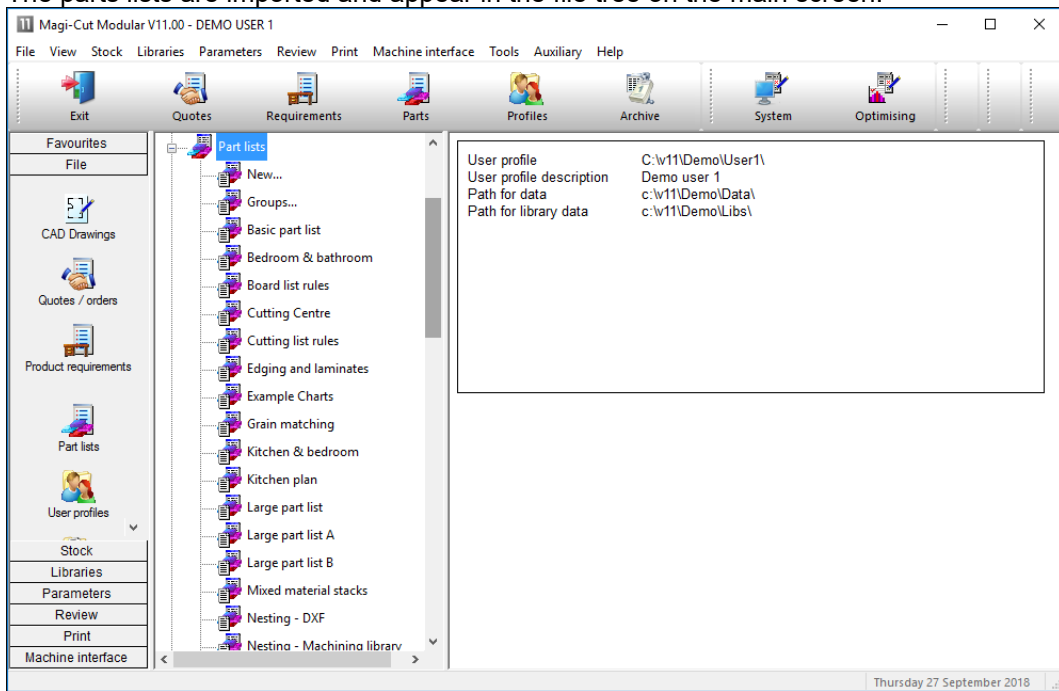 The parts lists are imported and appear in the file tree on the main screen.
11 Magi-Cut Modular V11.00 - DEMO USER 1
File View Stock Libraries Parameters Review Print Machine interface Tools Auxiliary Help
Exit Quotes Requirements Parts Profiles Archive System Optimising
Favourites
File
CAD Drawings
Quotes / orders
Product requirements
Part lists
User profiles
Stock
Libraries
Parameters
Review
Print
Machine interface
Part lists
New...
Groups...
Basic part list
Bedroom & bathroom
Board list rules
Cutting Centre
Cutting list rules
Edging and laminates
Example Charts
Grain matching
Kitchen & bedroom
Kitchen plan
Large part list
Large part list A
Large part list B
Mixed material stacks
Nesting - DXF
Nesting - Machining library
User profile C:\v11\Demo\User1\
User profile description Demo user 1
Path for data c:\v11\Demo\Data\
Path for library data c:\v11\Demo\Libs\
Thursday 27 September 2018